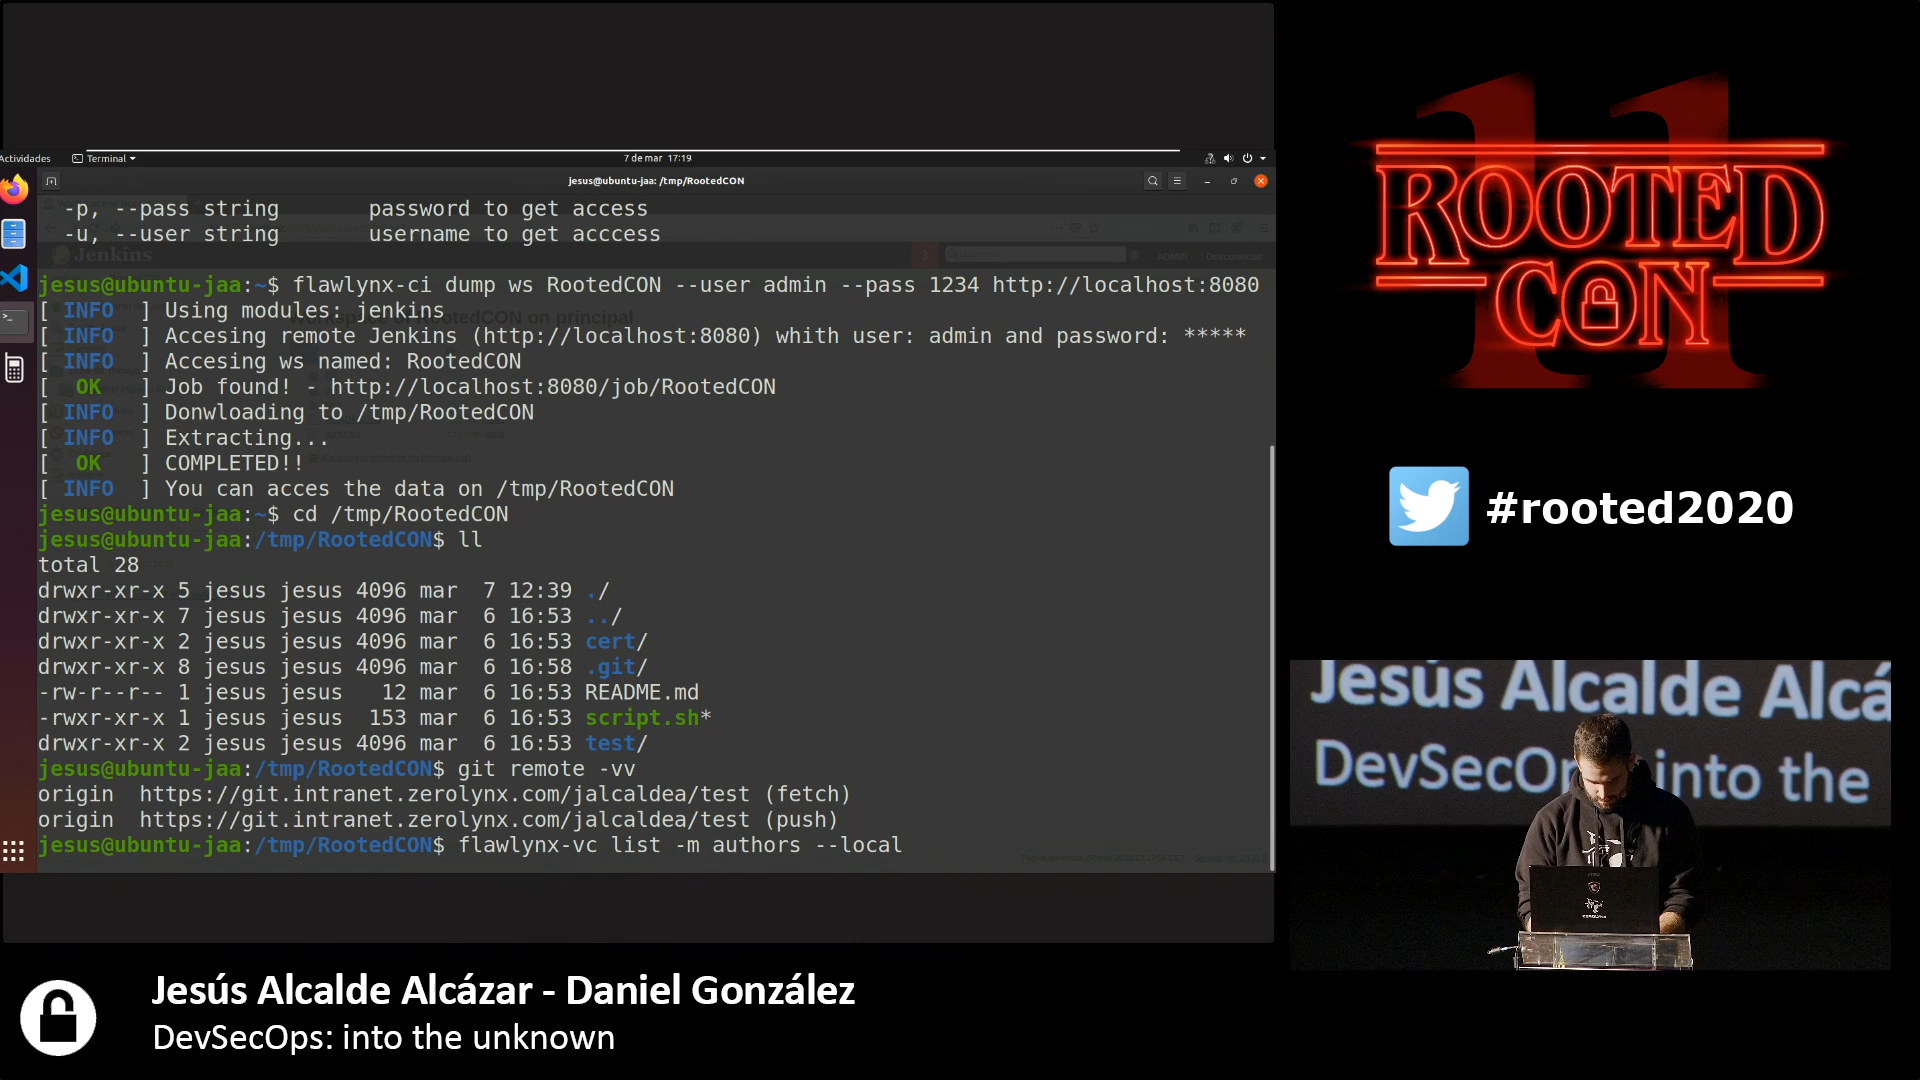 Actividades
Terminal
7 de mar 17:19
jesus@ubuntu-jaa: /tmp/RootedCON
-p, --pass string password to get access
-u, --user string username to get acccess
Jenkins
3
ADMIN
Desconectar
jesus@ubuntu-jaa:~$ flawlynx-ci dump ws RootedCON --user admin --pass 1234 http://localhost:8080
[ INFO ] Using modules: jenkins
[ INFO ] Accesing remote Jenkins (http://localhost:8080) whith user: admin and password: *****
[ INFO ] Accesing ws named: RootedCON
[ OK ] Job found! - http://localhost:8080/job/RootedCON
[ INFO ] Donwloading to /tmp/RootedCON
[ INFO ] Extracting...
[ OK ] COMPLETED!!
[ INFO ] You can acces the data on /tmp/RootedCON
jesus@ubuntu-jaa:~$ cd /tmp/RootedCON
jesus@ubuntu-jaa:/tmp/RootedCON$ ll
total 28
drwxr-xr-x 5 jesus jesus 4096 mar 7 12:39 ./
drwxr-xr-x 7 jesus jesus 4096 mar 6 16:53 ../
drwxr-xr-x 2 jesus jesus 4096 mar 6 16:53 cert/
drwxr-xr-x 8 jesus jesus 4096 mar 6 16:58 .git/
-rw-r--r-- 1 jesus jesus 12 mar 6 16:53 README.md
-rwxr-xr-x 1 jesus jesus 153 mar 6 16:53 script.sh*
drwxr-xr-x 2 jesus jesus 4096 mar 6 16:53 test/
jesus@ubuntu-jaa:/tmp/RootedCON$ git remote -vv
origin https://git.intranet.zerolynx.com/jalcaldea/test (fetch)
origin https://git.intranet.zerolynx.com/jalcaldea/test (push)
jesus@ubuntu-jaa:/tmp/RootedCON$ flawlynx-vc list -m authors --local
11
ROOTED
CON
#rooted2020
Jesús Alcalde Alcá
DevSecOp into the
Jesús Alcalde Alcázar - Daniel González
DevSecOps: into the unknown